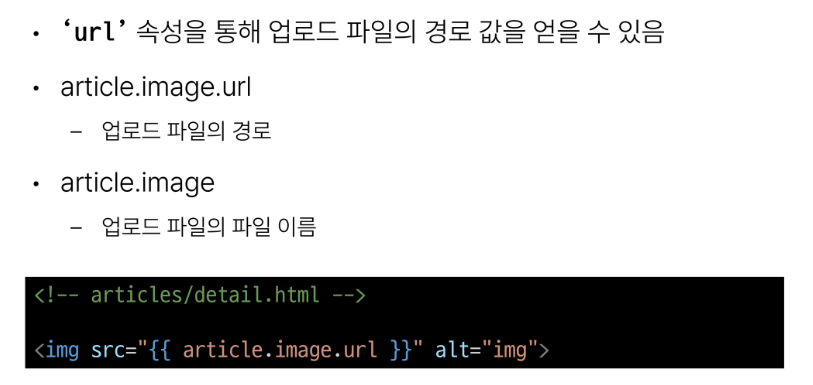 • ‘url’ 속성을 통해 업로드 파일의 경로 값을 얻을 수 있음
• article.image.url
– 업로드 파일의 경로
• article.image
– 업로드 파일의 파일 이름
<!-- articles/detail.html -->
<img src="{{ article.image.url }}" alt="img">